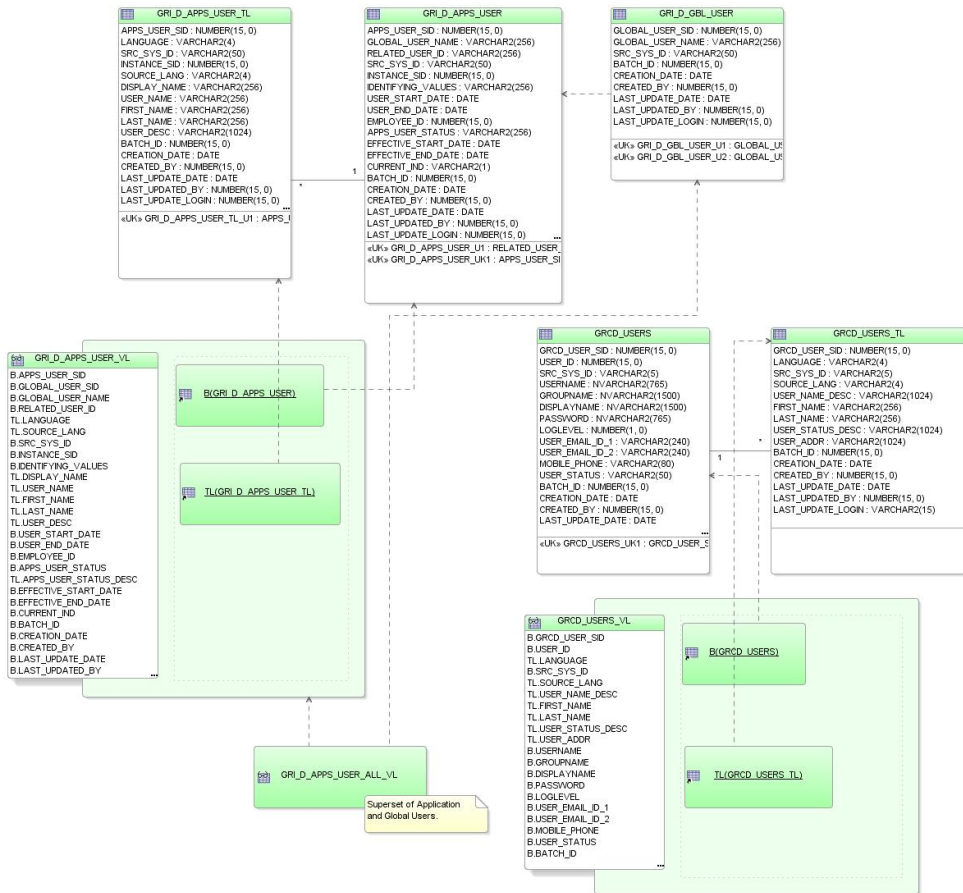 GRI_D_APPS_USER_TL
APPS_USER_SID : NUMBER(15, 0)
LANGUAGE : VARCHAR2(4)
SRC_SYS_ID : VARCHAR2(50)
INSTANCE_SID : NUMBER(15, 0)
SOURCE_LANG : VARCHAR2(4)
DISPLAY_NAME : VARCHAR2(256)
USER_NAME : VARCHAR2(256)
FIRST_NAME : VARCHAR2(256)
LAST_NAME : VARCHAR2(256)
USER_DESC : VARCHAR2(1024)
BATCH_ID : NUMBER(15, 0)
CREATION_DATE : DATE
CREATED_BY : NUMBER(15, 0)
LAST_UPDATE_DATE : DATE
LAST_UPDATED_BY : NUMBER(15, 0)
LAST_UPDATE_LOGIN : NUMBER(15, 0)
...
«UK» GRI_D_APPS_USER_TL_U1 : APPS_U
GRI_D_APPS_USER
APPS_USER_SID : NUMBER(15, 0)
GLOBAL_USER_NAME : VARCHAR2(256)
RELATED_USER_ID : VARCHAR2(256)
SRC_SYS_ID : VARCHAR2(50)
INSTANCE_SID : NUMBER(15, 0)
IDENTIFYING_VALUES : VARCHAR2(256)
USER_START_DATE : DATE
USER_END_DATE : DATE
EMPLOYEE_ID : NUMBER(15, 0)
APPS_USER_STATUS : VARCHAR2(256)
EFFECTIVE_START_DATE : DATE
EFFECTIVE_END_DATE : DATE
CURRENT_IND : VARCHAR2(1)
BATCH_ID : NUMBER(15, 0)
CREATION_DATE : DATE
CREATED_BY : NUMBER(15, 0)
LAST_UPDATE_DATE : DATE
LAST_UPDATED_BY : NUMBER(15, 0)
LAST_UPDATE_LOGIN : NUMBER(15, 0)
...
«UK» GRI_D_APPS_USER_U1 : RELATED_USER_
«UK» GRI_D_APPS_USER_UK1 : APPS_USER_SI
GRI_D_GBL_USER
GLOBAL_USER_SID : NUMBER(15, 0)
GLOBAL_USER_NAME : VARCHAR2(256)
SRC_SYS_ID : VARCHAR2(50)
BATCH_ID : NUMBER(15, 0)
CREATION_DATE : DATE
CREATED_BY : NUMBER(15, 0)
LAST_UPDATE_DATE : DATE
LAST_UPDATED_BY : NUMBER(15, 0)
LAST_UPDATE_LOGIN : NUMBER(15, 0)
«UK» GRI_D_GBL_USER_U1 : GLOBAL_US
«UK» GRI_D_GBL_USER_U2 : GLOBAL_US
*
1
GRI_D_APPS_USER_VL
B.APPS_USER_SID
B.GLOBAL_USER_SID
B.GLOBAL_USER_NAME
B.RELATED_USER_ID
TL.LANGUAGE
TL.SOURCE_LANG
B.SRC_SYS_ID
B.INSTANCE_SID
B.IDENTIFYING_VALUES
TL.DISPLAY_NAME
TL.USER_NAME
TL.FIRST_NAME
TL.LAST_NAME
TL.USER_DESC
B.USER_START_DATE
B.USER_END_DATE
B.EMPLOYEE_ID
B.APPS_USER_STATUS
TL.APPS_USER_STATUS_DESC
B.EFFECTIVE_START_DATE
B.EFFECTIVE_END_DATE
B.CURRENT_IND
B.BATCH_ID
B.CREATION_DATE
B.CREATED_BY
B.LAST_UPDATE_DATE
B.LAST_UPDATED_BY
...
B(GRI_D_APPS_USER)
TL(GRI_D_APPS_USER_TL)
GRI_D_APPS_USER_ALL_VL
Superset of Application
and Global Users.
GRCD_USERS
GRCD_USER_SID : NUMBER(15, 0)
USER_ID : NUMBER(15, 0)
SRC_SYS_ID : VARCHAR2(5)
USERNAME : NVARCHAR2(765)
GROUPNAME : NVARCHAR2(1500)
DISPLAYNAME : NVARCHAR2(1500)
PASSWORD : NVARCHAR2(765)
LOGLEVEL : NUMBER(1, 0)
USER_EMAIL_ID_1 : VARCHAR2(240)
USER_EMAIL_ID_2 : VARCHAR2(240)
MOBILE_PHONE : VARCHAR2(80)
USER_STATUS : VARCHAR2(50)
BATCH_ID : NUMBER(15, 0)
CREATION_DATE : DATE
CREATED_BY : NUMBER(15, 0)
LAST_UPDATE_DATE : DATE
...
«UK» GRCD_USERS_UK1 : GRCD_USER_S
GRCD_USERS_TL
GRCD_USER_SID : NUMBER(15, 0)
LANGUAGE : VARCHAR2(4)
SRC_SYS_ID : VARCHAR2(5)
SOURCE_LANG : VARCHAR2(4)
USER_NAME_DESC : VARCHAR2(1024)
FIRST_NAME : VARCHAR2(256)
LAST_NAME : VARCHAR2(256)
USER_STATUS_DESC : VARCHAR2(1024)
USER_ADDR : VARCHAR2(1024)
BATCH_ID : NUMBER(15, 0)
CREATION_DATE : DATE
CREATED_BY : NUMBER(15, 0)
LAST_UPDATE_DATE : DATE
LAST_UPDATED_BY : NUMBER(15, 0)
LAST_UPDATE_LOGIN : VARCHAR2(15)
1
*
GRCD_USERS_VL
B.GRCD_USER_SID
B.USER_ID
TL.LANGUAGE
B.SRC_SYS_ID
TL.SOURCE_LANG
TL.USER_NAME_DESC
TL.FIRST_NAME
TL.LAST_NAME
TL.USER_STATUS_DESC
TL.USER_ADDR
B.USERNAME
B.GROUPNAME
B.DISPLAYNAME
B.PASSWORD
B.LOGLEVEL
B.USER_EMAIL_ID_1
B.USER_EMAIL_ID_2
B.MOBILE_PHONE
B.USER_STATUS
B.BATCH_ID
...
B(GRCD_USERS)
TL(GRCD_USERS_TL)